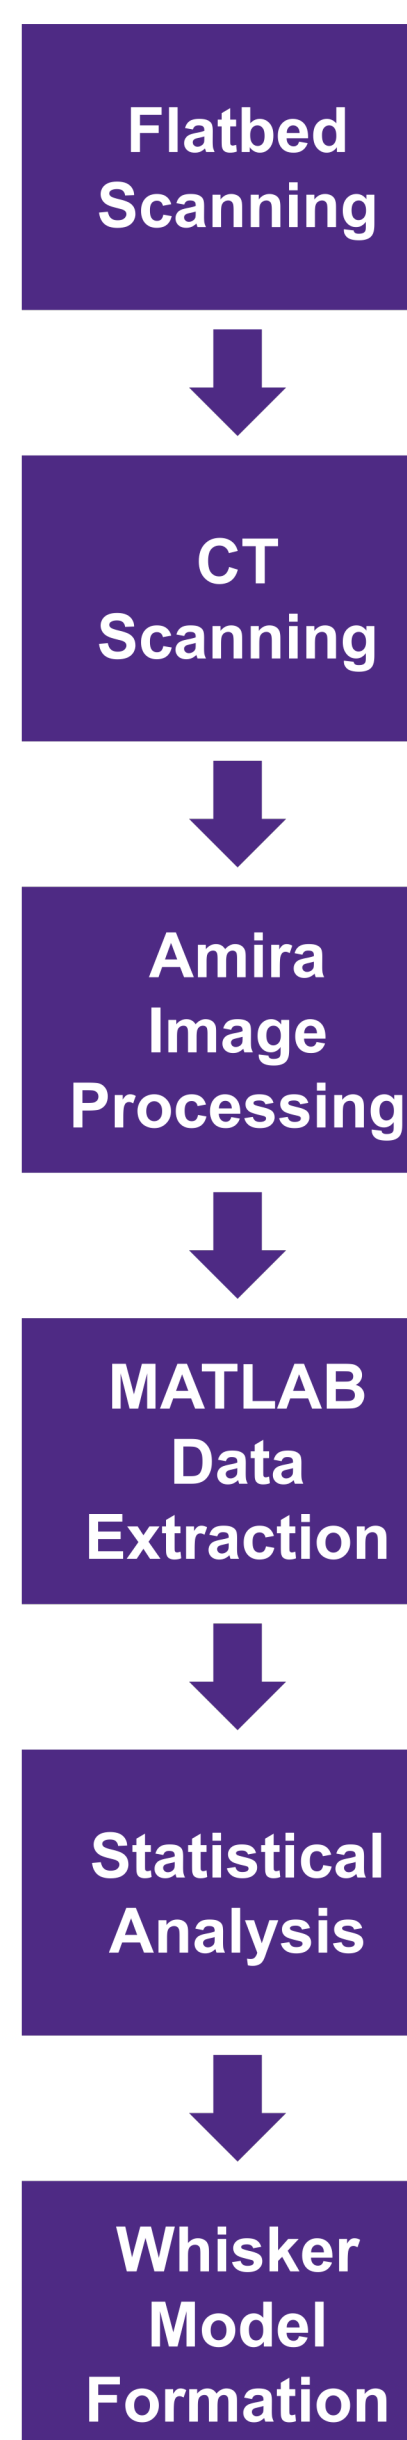 Flatbed
Scanning
CT
Scanning
Amira
Image
Processing
MATLAB
Data
Extraction
Statistical
Analysis
Whisker
Model
Formation